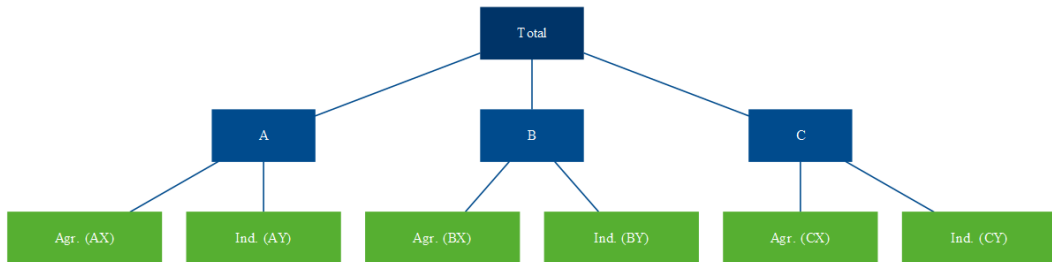 Total
A
B
C
Agr. (AX)
Ind. (AY)
Agr. (BX)
Ind. (BY)
Agr. (CX)
Ind. (CY)